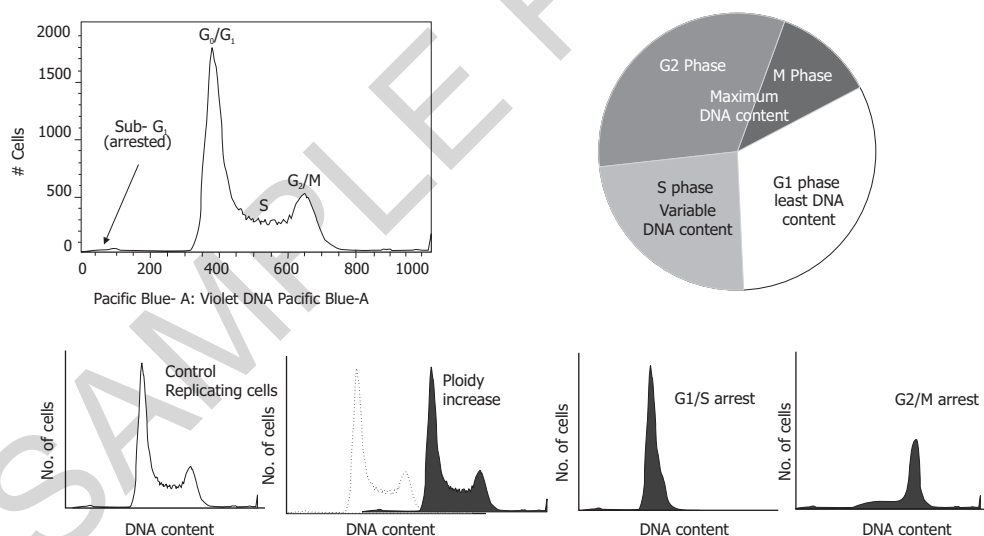 2000
1500
1000
500
0
# Cells
G₀/G₁
Sub- G₁
(arrested)
S
G₂/M
0 200 400 600 800 1000
Pacific Blue- A: Violet DNA Pacific Blue-A
G2 Phase
M Phase
Maximum
DNA content
S phase
Variable
DNA content
G1 phase
least DNA
content
No. of cells
Control
Replicating cells
DNA content
No. of cells
Ploidy
increase
DNA content
No. of cells
G1/S arrest
DNA content
No. of cells
G2/M arrest
DNA content
SAMPLE